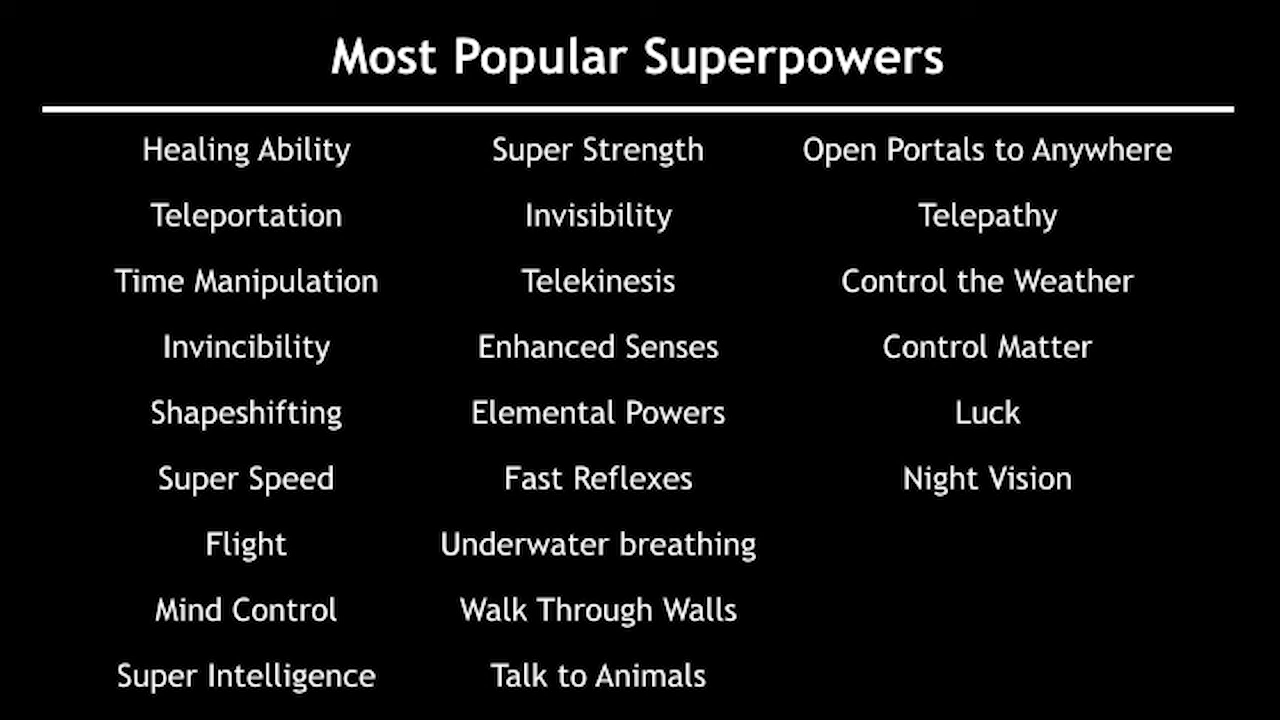 Most Popular Superpowers
Healing Ability
Teleportation
Time Manipulation
Invincibility
Shapeshifting
Super Speed
Flight
Mind Control
Super Intelligence
Super Strength
Invisibility
Telekinesis
Enhanced Senses
Elemental Powers
Fast Reflexes
Underwater breathing
Walk Through Walls
Talk to Animals
Open Portals to Anywhere
Telepathy
Control the Weather
Control Matter
Luck
Night Vision